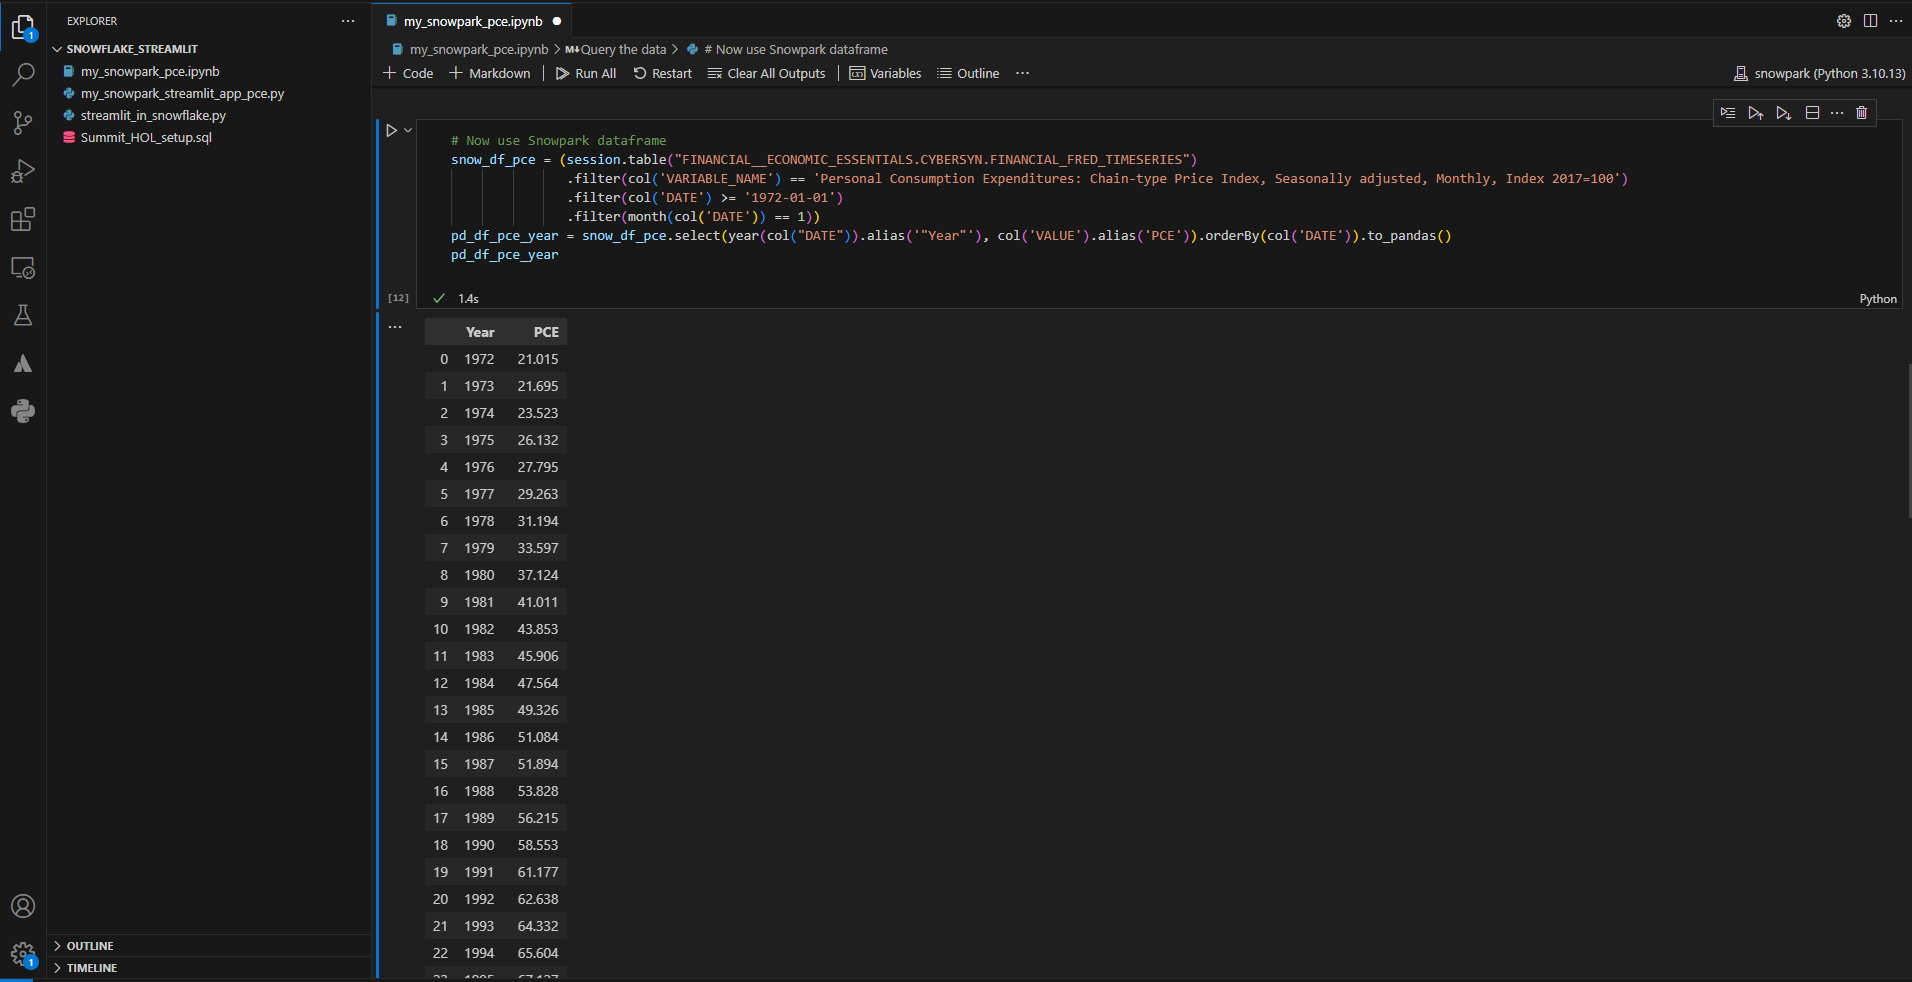 EXPLORER
SNOWFLAKE_STREAMLIT
my_snowpark_pce.ipynb
my_snowpark_streamlit_app_pce.py
streamlit_in_snowflake.py
Summit_HOL_setup.sql
OUTLINE
TIMELINE
1
1
my_snowpark_pce.ipynb
my_snowpark_pce.ipynb > M↓Query the data > # Now use Snowpark dataframe
+ Code + Markdown | Run All Restart Clear All Outputs | Variables Outline ...
snowpark (Python 3.10.13)
# Now use Snowpark dataframe
snow_df_pce = (session.table("FINANCIAL__ECONOMIC_ESSENTIALS.CYBERSYN.FINANCIAL_FRED_TIMESERIES")
.filter(col('VARIABLE_NAME') == 'Personal Consumption Expenditures: Chain-type Price Index, Seasonally adjusted, Monthly, Index 2017=100')
.filter(col('DATE') >= '1972-01-01')
.filter(month(col('DATE')) == 1))
pd_df_pce_year = snow_df_pce.select(year(col("DATE")).alias('"Year"'), col('VALUE').alias('PCE')).orderBy(col('DATE')).to_pandas()
pd_df_pce_year
[12] ✓ 1.4s
Python
Year PCE
0 1972 21.015
1 1973 21.695
2 1974 23.523
3 1975 26.132
4 1976 27.795
5 1977 29.263
6 1978 31.194
7 1979 33.597
8 1980 37.124
9 1981 41.011
10 1982 43.853
11 1983 45.906
12 1984 47.564
13 1985 49.326
14 1986 51.084
15 1987 51.894
16 1988 53.828
17 1989 56.215
18 1990 58.553
19 1991 61.177
20 1992 62.638
21 1993 64.332
22 1994 65.604